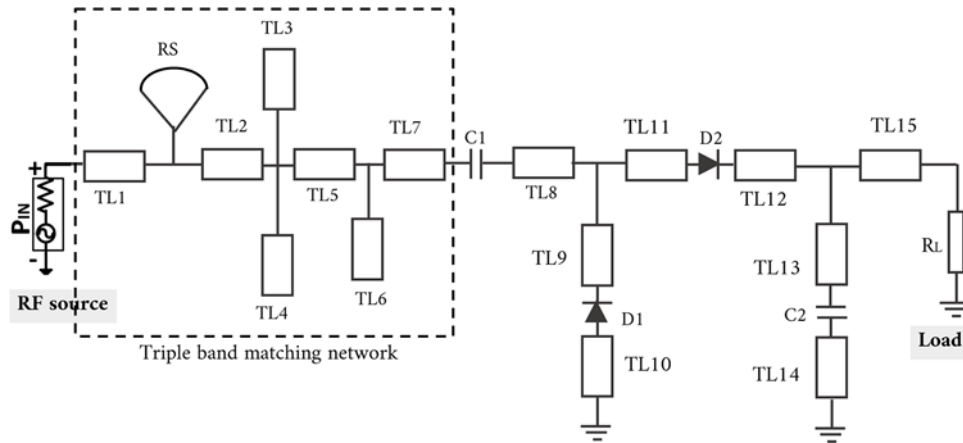 TL3
RS
TL2
TL7
C1
TL11
D2
TL15
+
TL1
TL5
TL8
TL12
PIN
-
TL9
TL13
RL
RF source
TL4
TL6
D1
C2
Load
Triple band matching network
TL10
TL14